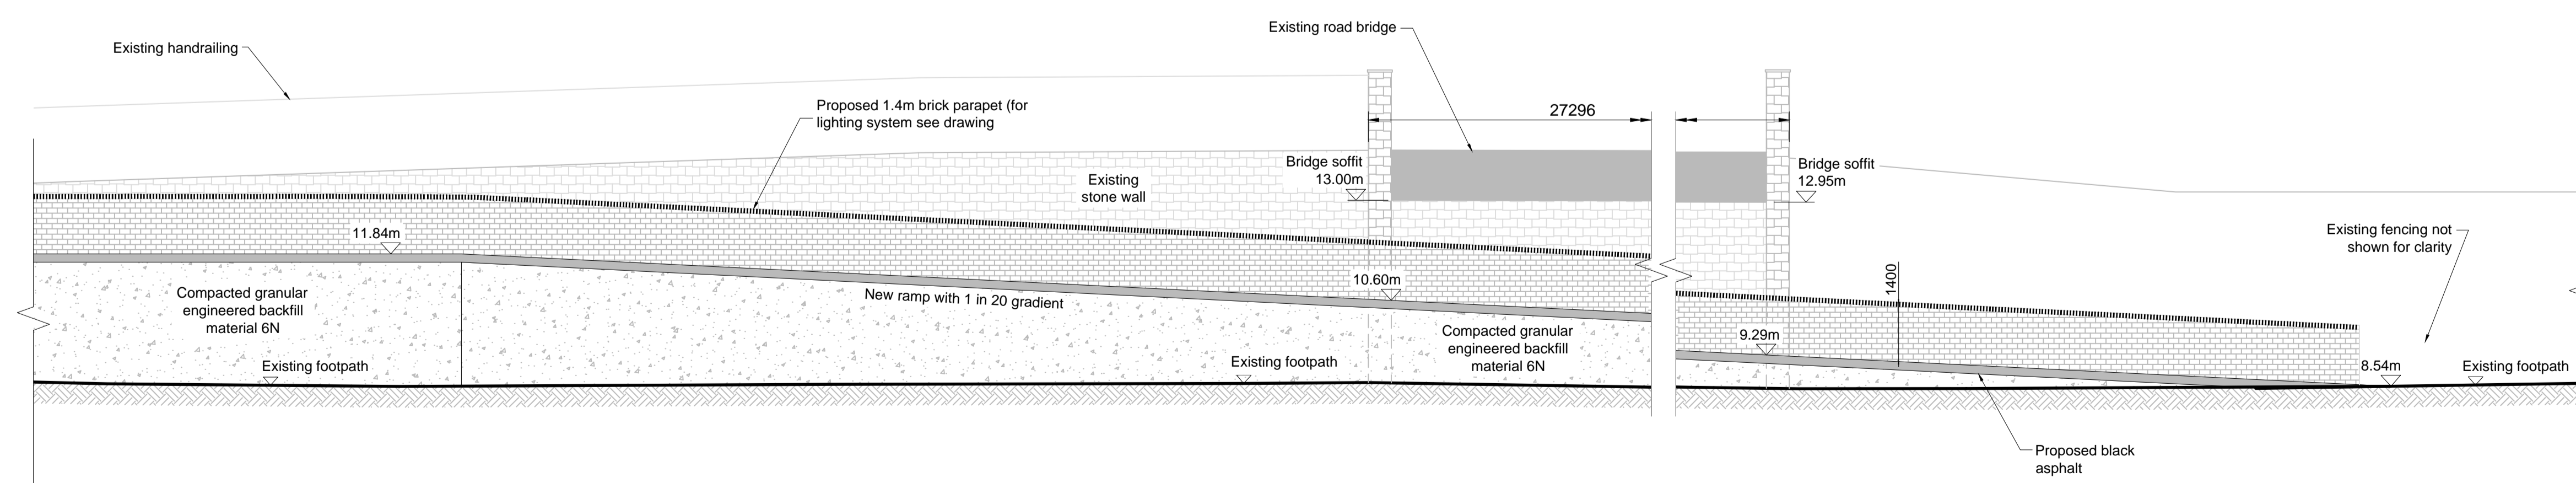 Existing handrailing
Existing road bridge
Proposed 1.4m brick parapet (for
lighting system see drawing
27296
Existing
stone wall
Bridge soffit
13.00m
Bridge soffit
12.95m
11.84m
Existing fencing not
shown for clarity
10.60m
1400
New ramp with 1 in 20 gradient
Compacted granular
engineered backfill
material 6N
Compacted granular
engineered backfill
material 6N
9.29m
Existing footpath
Existing footpath
8.54m
Existing footpath
Proposed black
asphalt